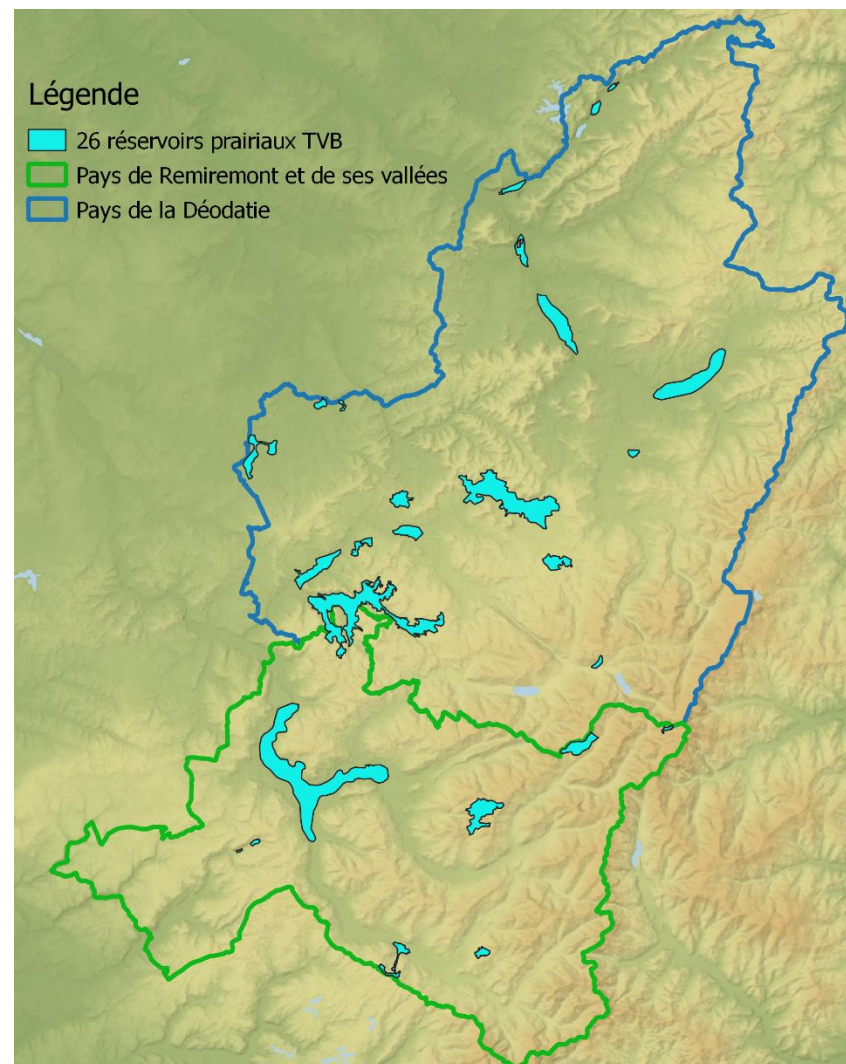 Légende
26 réservoirs prairiaux TVB
Pays de Remiremont et de ses vallées
Pays de la Déodatie